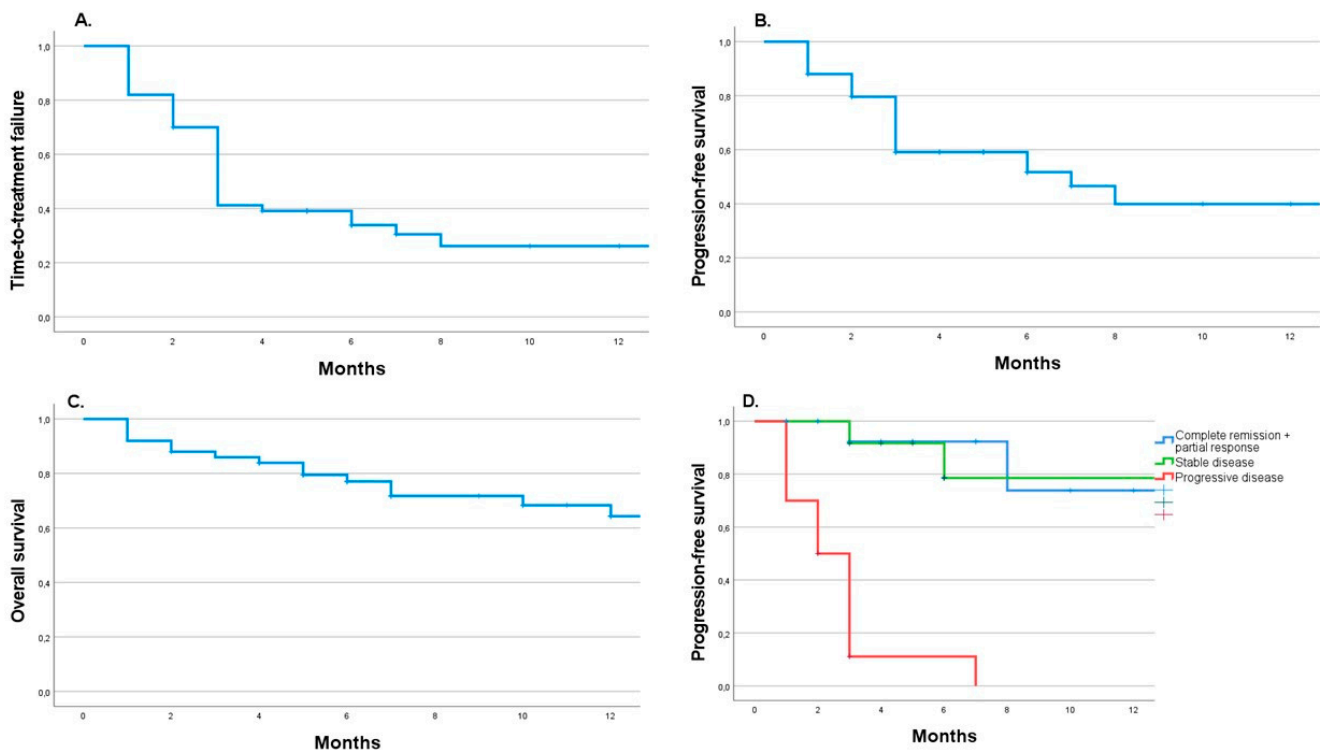 A.
Time-to-treatment failure
1,0
0,8
0,6
0,4
0,2
0,0
0 2 4 6 8 10 12
Months
B.
Progression-free survival
1,0
0,8
0,6
0,4
0,2
0,0
0 2 4 6 8 10 12
Months
C.
Overall survival
1,0
0,8
0,6
0,4
0,2
0,0
0 2 4 6 8 10 12
Months
D.
Progression-free survival
1,0
0,8
0,6
0,4
0,2
0,0
0 2 4 6 8 10 12
Months
Complete remission +
partial response
Stable disease
Progressive disease